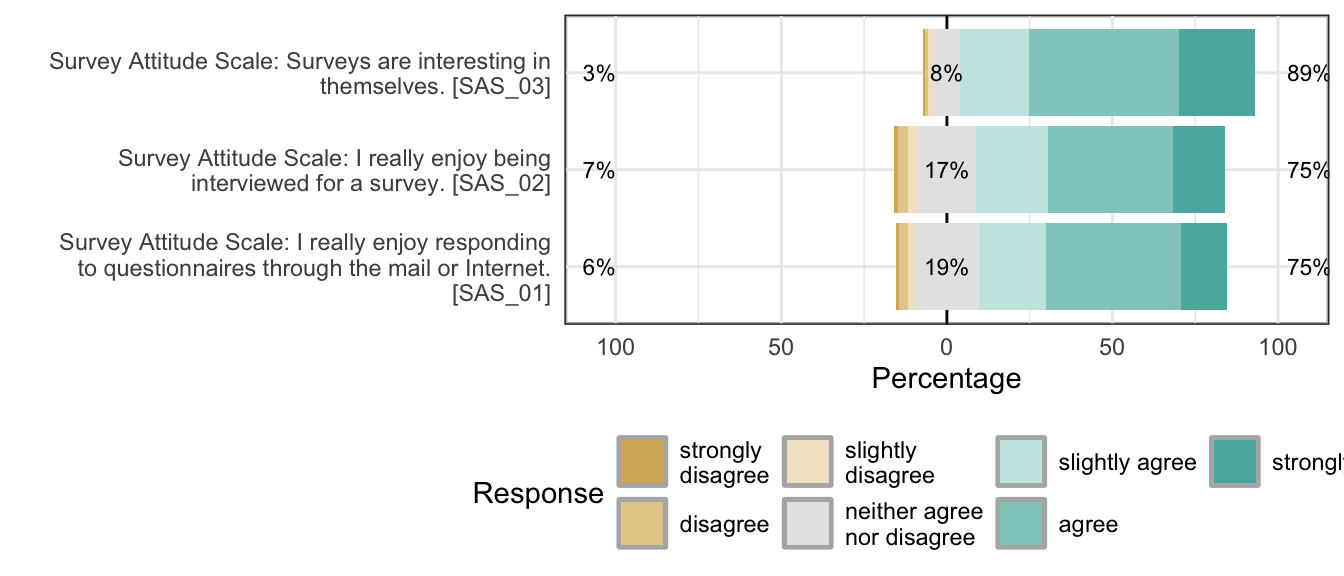 Survey Attitude Scale: Surveys are interesting in
themselves. [SAS_03]
3%
8%
89%
Survey Attitude Scale: I really enjoy being
interviewed for a survey. [SAS_02]
7%
17%
75%
Survey Attitude Scale: I really enjoy responding
to questionnaires through the mail or Internet.
[SAS_01]
6%
19%
75%
100
50
0
50
100
Percentage
Response
strongly
disagree
slightly
disagree
slightly agree
disagree
neither agree
nor disagree
agree